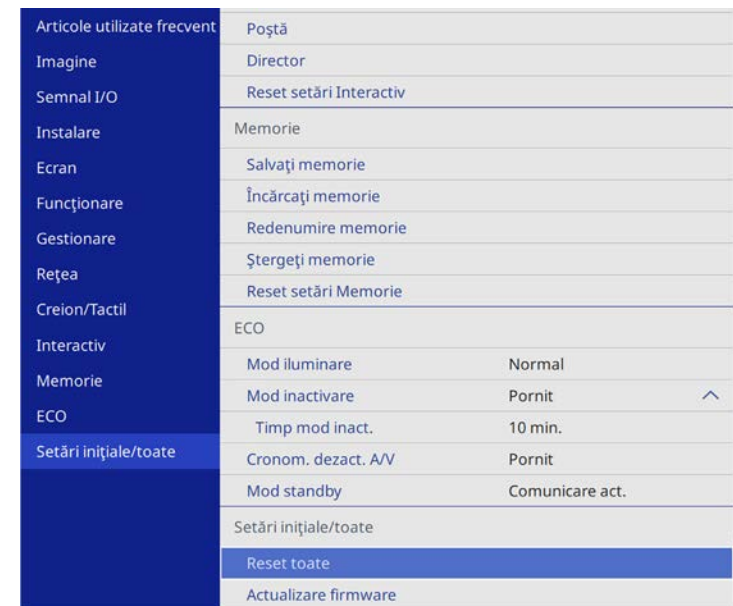 Articole utilizate frecvent
Imagine
Semnal I/O
Instalare
Ecran
Funcţionare
Gestionare
Reţea
Creion/Tactil
Interactiv
Memorie
ECO
Setări iniţiale/toate
Poştă
Director
Reset setări Interactiv
Memorie
Salvaţi memorie
Încărcaţi memorie
Redenumire memorie
Ştergeţi memorie
Reset setări Memorie
ECO
Mod iluminare Normal
Mod inactivare Pornit
Timp mod inact. 10 min.
Cronom. dezact. A/V Pornit
Mod standby Comunicare act.
Setări iniţiale/toate
Reset toate
Actualizare firmware